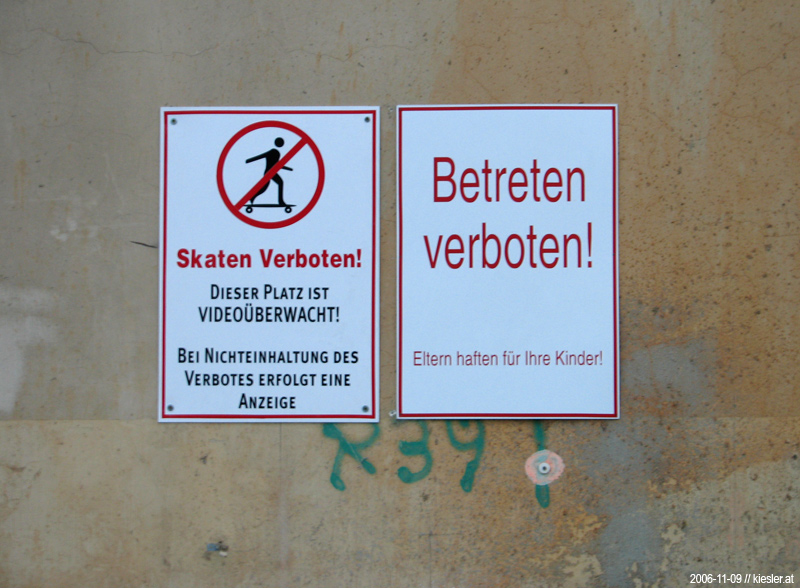 Skaten Verboten!
DIESER PLATZ IST
VIDEOÜBERWACHT!
BEI NICHTEINHALTUNG DES
VERBOTES ERFOLGT EINE
ANZEIGE
Betreten
verboten!
Eltern haften für Ihre Kinder!
2006-11-09 // kiesler.at